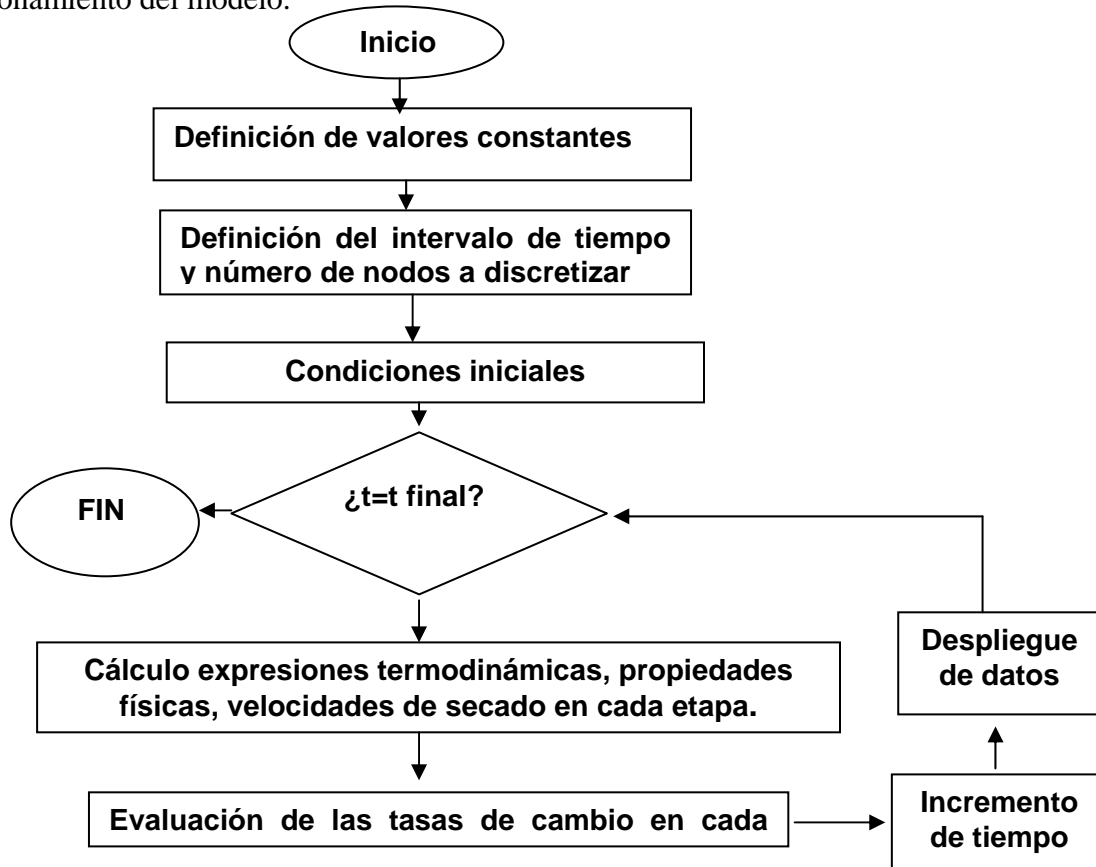 onamiento del modelo.
Inicio
Definición de valores constantes
Definición del intervalo de tiempo
y número de nodos a discretizar
Condiciones iniciales
¿t=t final?
FIN
Cálculo expresiones termodinámicas, propiedades
físicas, velocidades de secado en cada etapa.
Despliegue
de datos
Evaluación de las tasas de cambio en cada
Incremento
de tiempo